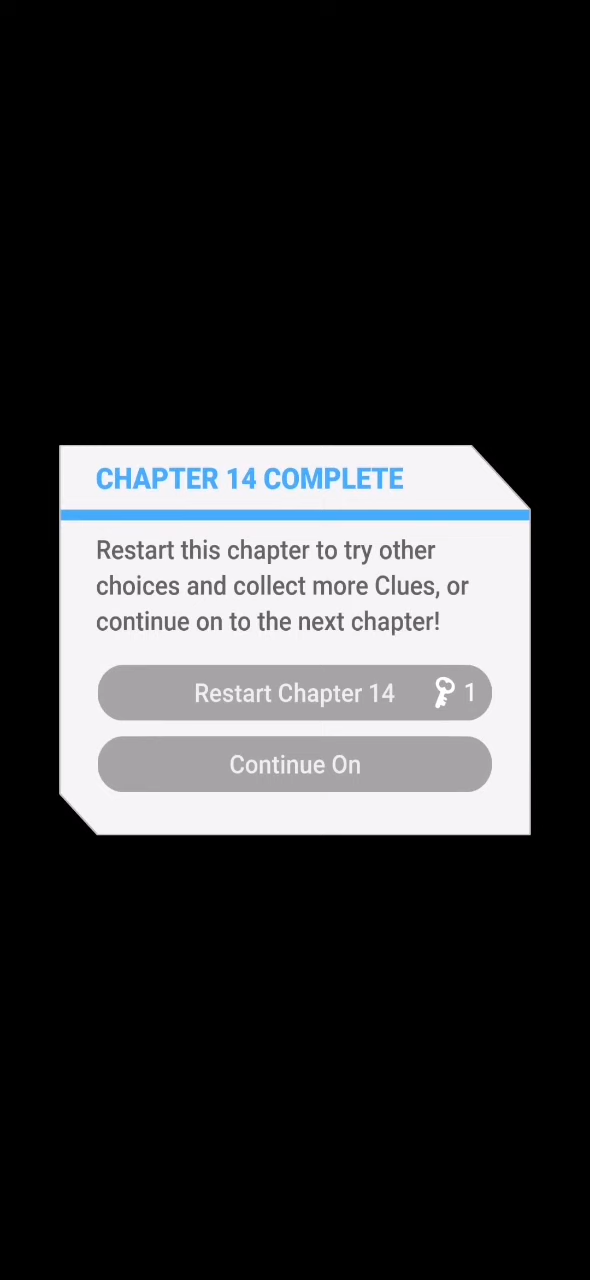 CHAPTER 14 COMPLETE
Restart this chapter to try other
choices and collect more Clues, or
continue on to the next chapter!
Restart Chapter 14 1
Continue On